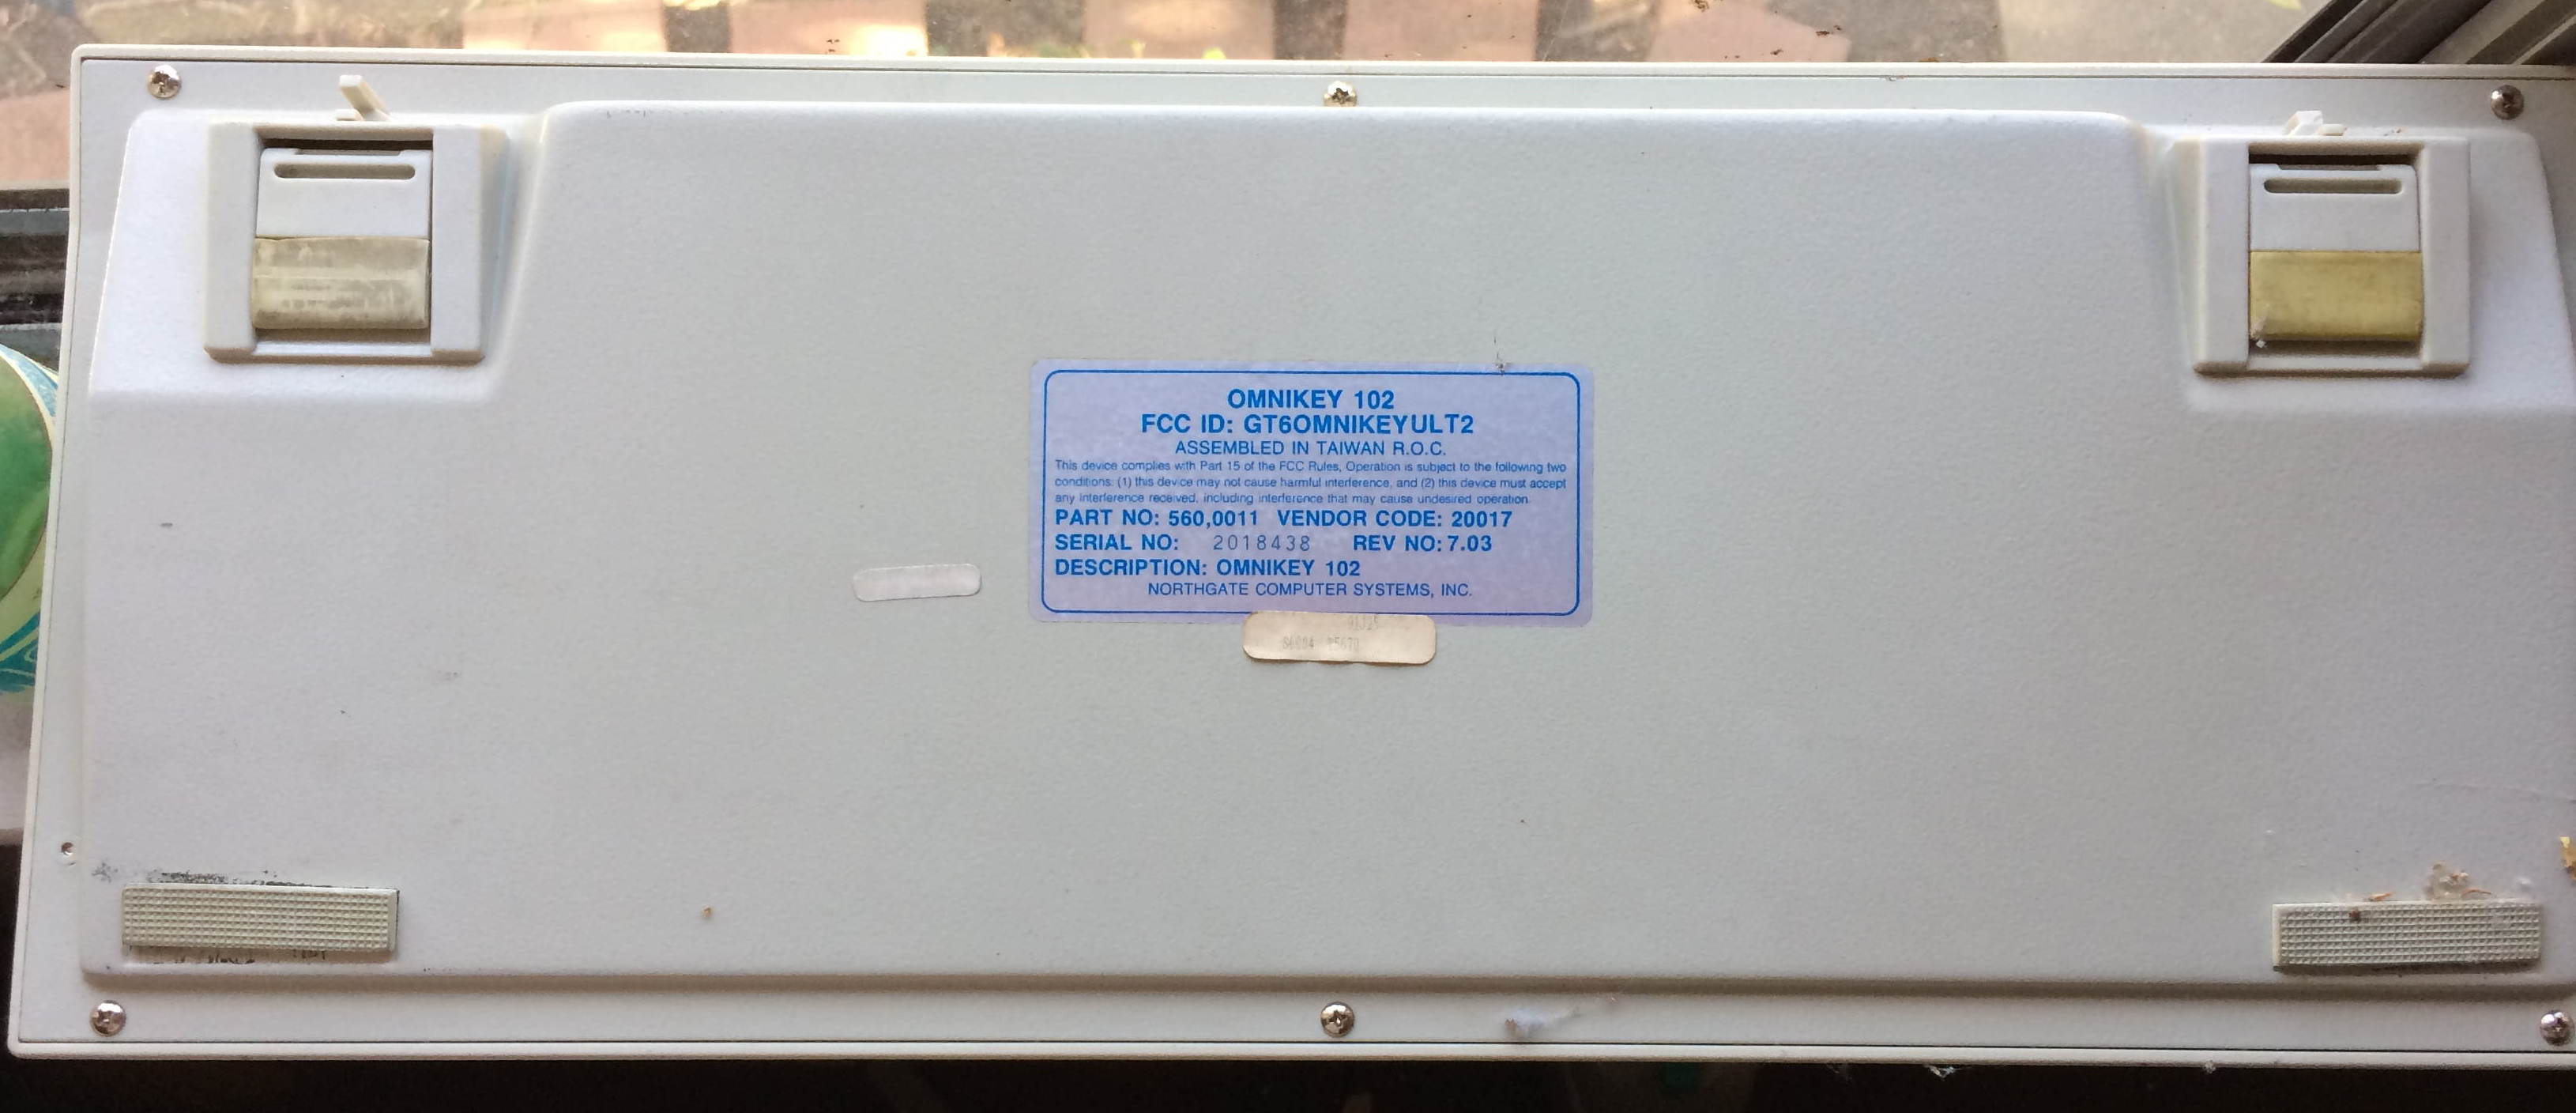 OMNIKEY 102
FCC ID: GT6OMNIKEYULT2
ASSEMBLED IN TAIWAN R.O.C.
This device complies with Part 15 of the FCC Rules, Operation is subject to the following two
conditions: (1) this device may not cause harmful interference, and (2) this device must accept
any interference received, including interference that may cause undesired operation.
PART NO: 560,0011 VENDOR CODE: 20017
SERIAL NO: 2018438 REV NO: 7.03
DESCRIPTION: OMNIKEY 102
NORTHGATE COMPUTER SYSTEMS, INC.